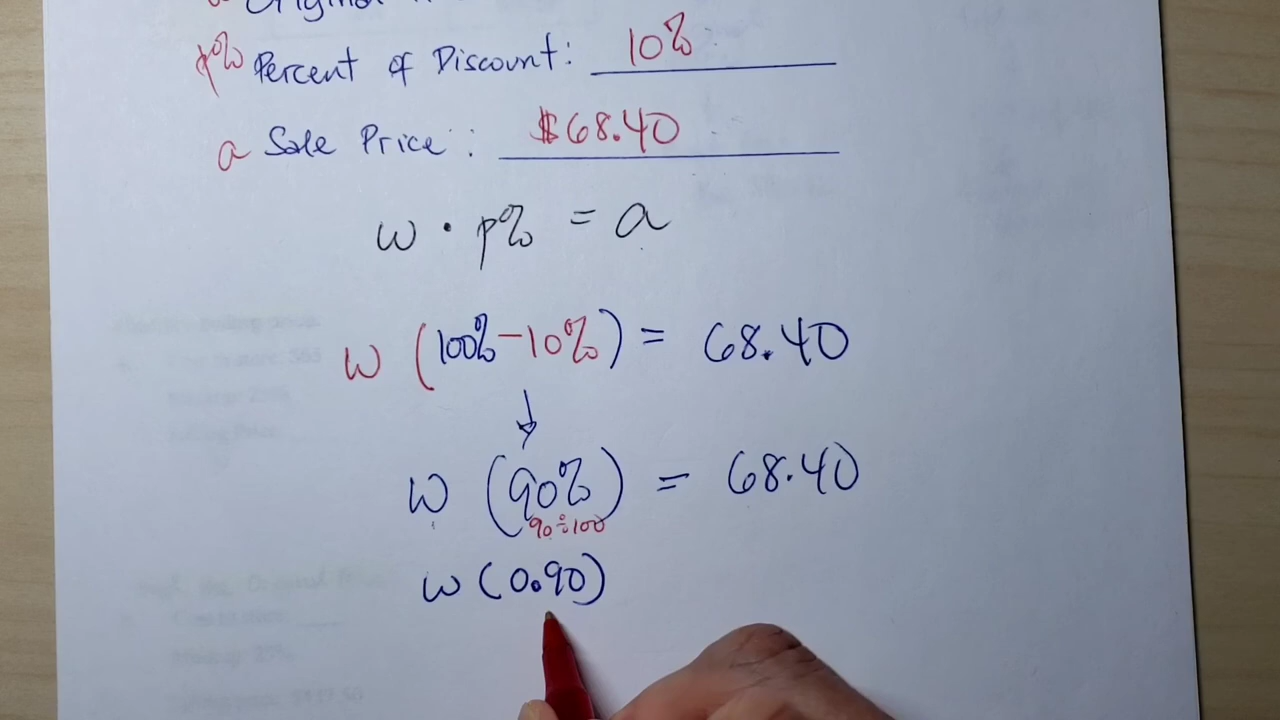 Original
p% Percent of Discount: 10%
a Sale Price: $68.40
w · p% = a
w (100% - 10%) = 68.40
w (90%) = 68.40
90 ÷ 100
w (0.90)